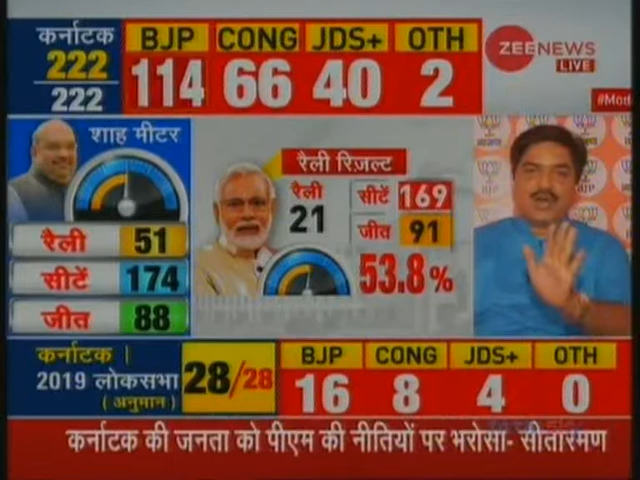 कर्नाटक
222
222
BJP CONG JDS+ OTH
114 66 40 2
ZEE NEWS
LIVE
#Mod
शाह मीटर
रैली 51
सीटें 174
जीत 88
रैली रिज़ल्ट
रैली
21
सीटें 169
जीत 91
53.8%
BJP
कर्नाटक |
2019 लोकसभा
(अनुमान)
28/28
BJP CONG JDS+ OTH
16 8 4 0
कर्नाटक की जनता को पीएम की नीतियों पर भरोसा- सीतारमण